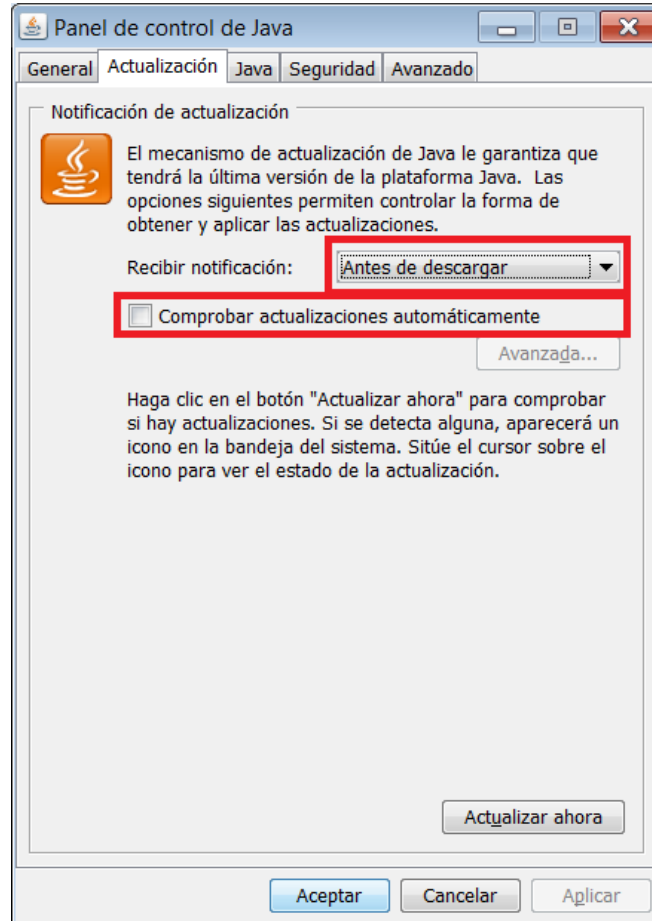 Panel de control de Java
General Actualización Java Seguridad Avanzado
Notificación de actualización
El mecanismo de actualización de Java le garantiza que
tendrá la última versión de la plataforma Java. Las
opciones siguientes permiten controlar la forma de
obtener y aplicar las actualizaciones.
Recibir notificación: Antes de descargar
Comprobar actualizaciones automáticamente
Avanzada...
Haga clic en el botón "Actualizar ahora" para comprobar
si hay actualizaciones. Si se detecta alguna, aparecerá un
icono en la bandeja del sistema. Sitúe el cursor sobre el
icono para ver el estado de la actualización.
Actualizar ahora
Aceptar Cancelar Aplicar